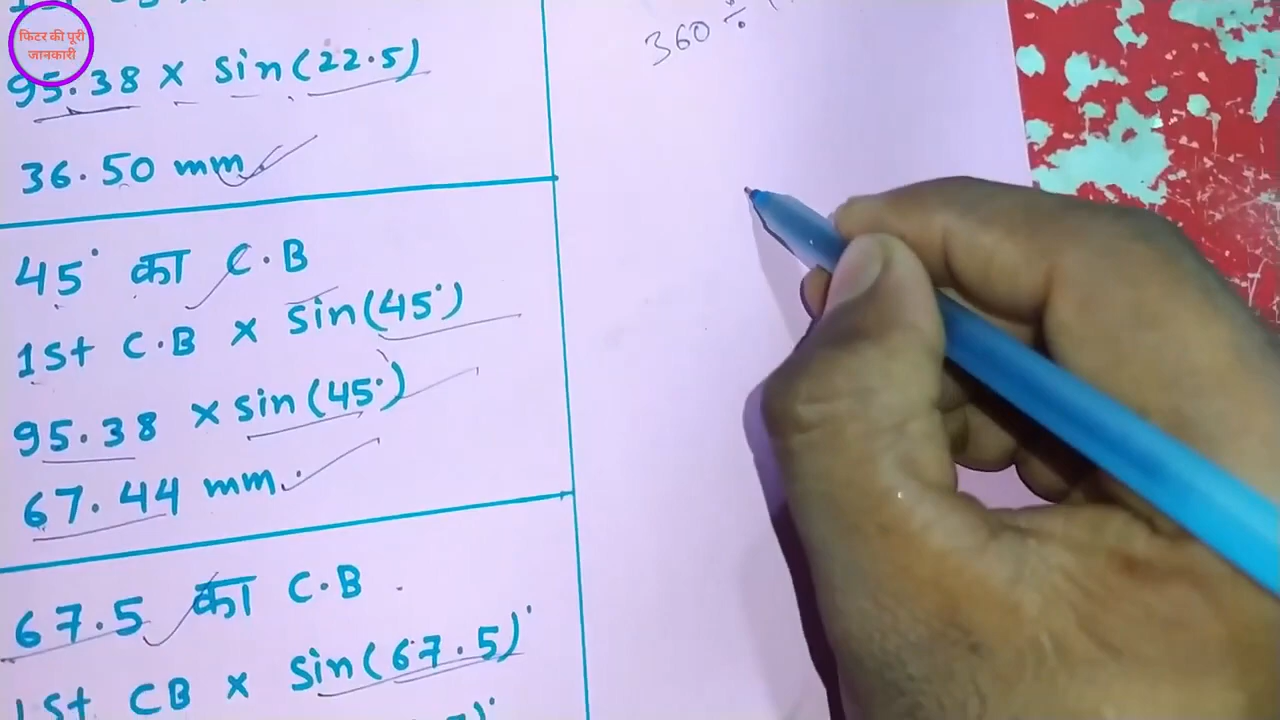 फिटर की पूरी
जानकारी
95.38 × sin(22.5)
36.50 mm
45° का C.B
1st C.B × sin(45°)
95.38 × sin(45°)
67.44 mm.
67.5 का C.B
1st CB × sin(67.5)°
360 ÷